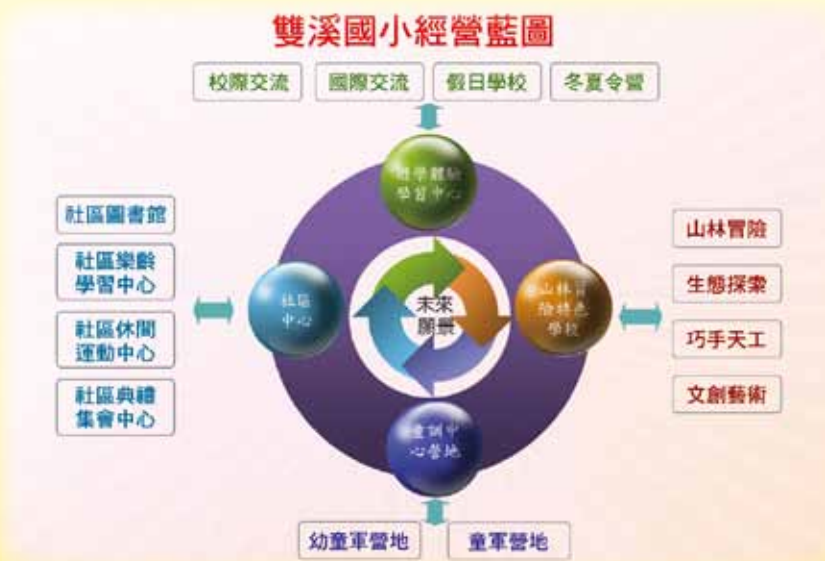 雙溪國小經營藍圖
校際交流
國際交流
假日學校
冬夏令營
遊學體驗
學習中心
社區圖書館
社區樂齡
學習中心
社區休閒
運動中心
社區典禮
集會中心
社區
中心
未來
願景
山林冒
險特色
學校
山林冒險
生態探索
巧手天工
文創藝術
童訓中
心營地
幼童軍營地
童軍營地